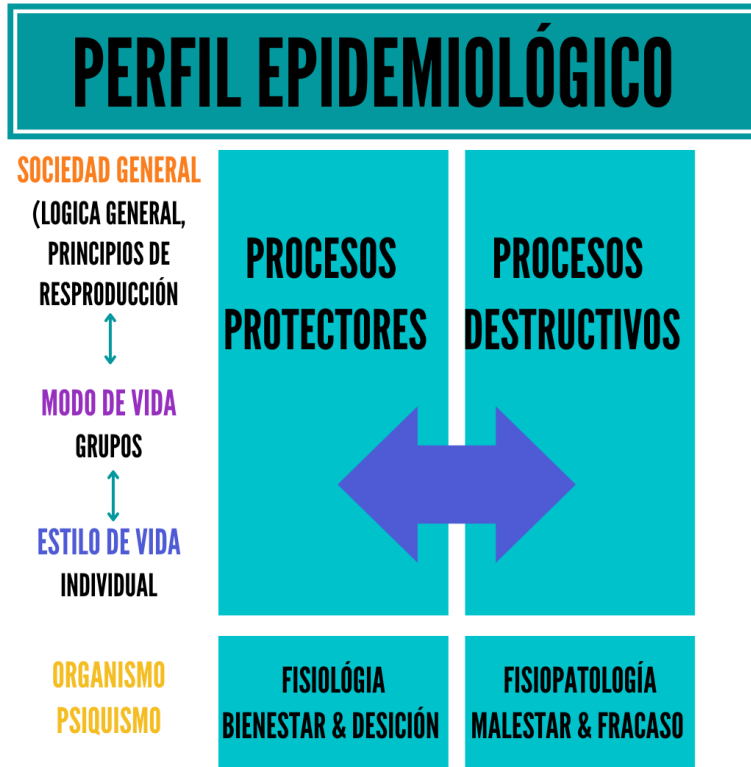 PERFIL EPIDEMIOLÓGICO
SOCIEDAD GENERAL
(LOGICA GENERAL,
PRINCIPIOS DE
RESPRODUCCIÓN
MODO DE VIDA
GRUPOS
ESTILO DE VIDA
INDIVIDUAL
ORGANISMO
PSIQUISMO
PROCESOS
PROTECTORES
PROCESOS
DESTRUCTIVOS
FISIOLÓGIA
BIENESTAR & DESICIÓN
FISIOPATOLOGÍA
MALESTAR & FRACASO